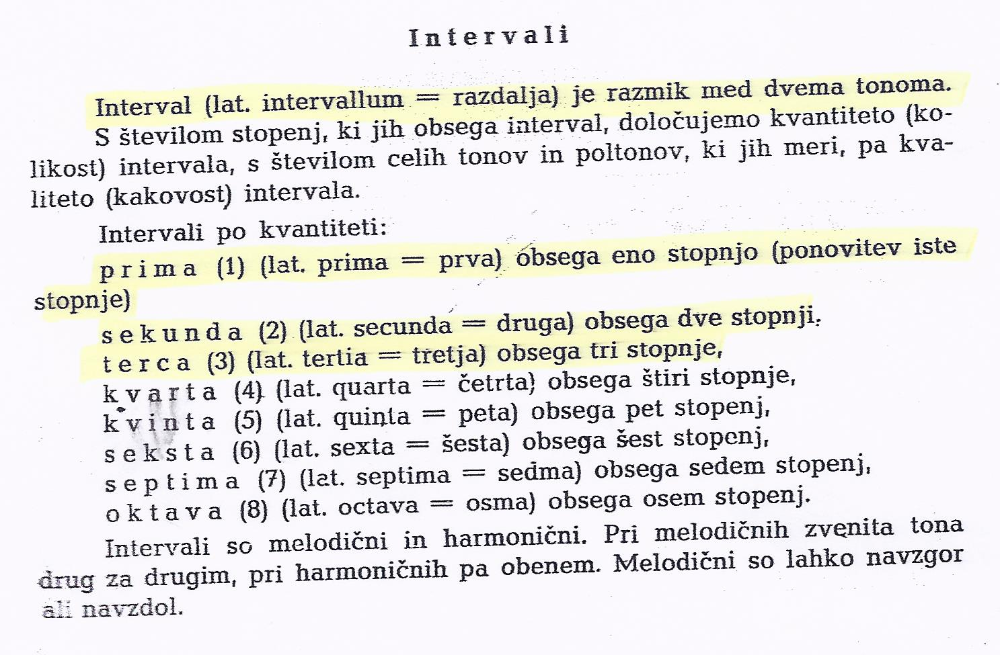 Intervali
Interval (lat. intervallum = razdalja) je razmik med dvema tonoma.
S številom stopenj, ki jih obsega interval, določujemo kvantiteto (ko-
likost) intervala, s številom celih tonov in poltonov, ki jih meri, pa kva-
liteto (kakovost) intervala.
Intervali po kvantiteti:
prima (1) (lat. prima = prva) obsega eno stopnjo (ponovitev iste
stopnje)
sekunda (2) (lat. secunda = druga) obsega dve stopnji.
terca (3) (lat. tertia = tretja) obsega tri stopnje,
kvarta (4) (lat. quarta = četrta) obsega štiri stopnje,
kvinta (5) (lat. quinta = peta) obsega pet stopenj,
seksta (6) (lat. sexta = šesta) obsega šest stopenj,
septima (7) (lat. septima = sedma) obsega sedem stopenj,
oktava (8) (lat. octava = osma) obsega osem stopenj.
Intervali so melodični in harmonični. Pri melodičnih zvenita tona
drug za drugim, pri harmoničnih pa obenem. Melodični so lahko navzgor
ali navzdol.